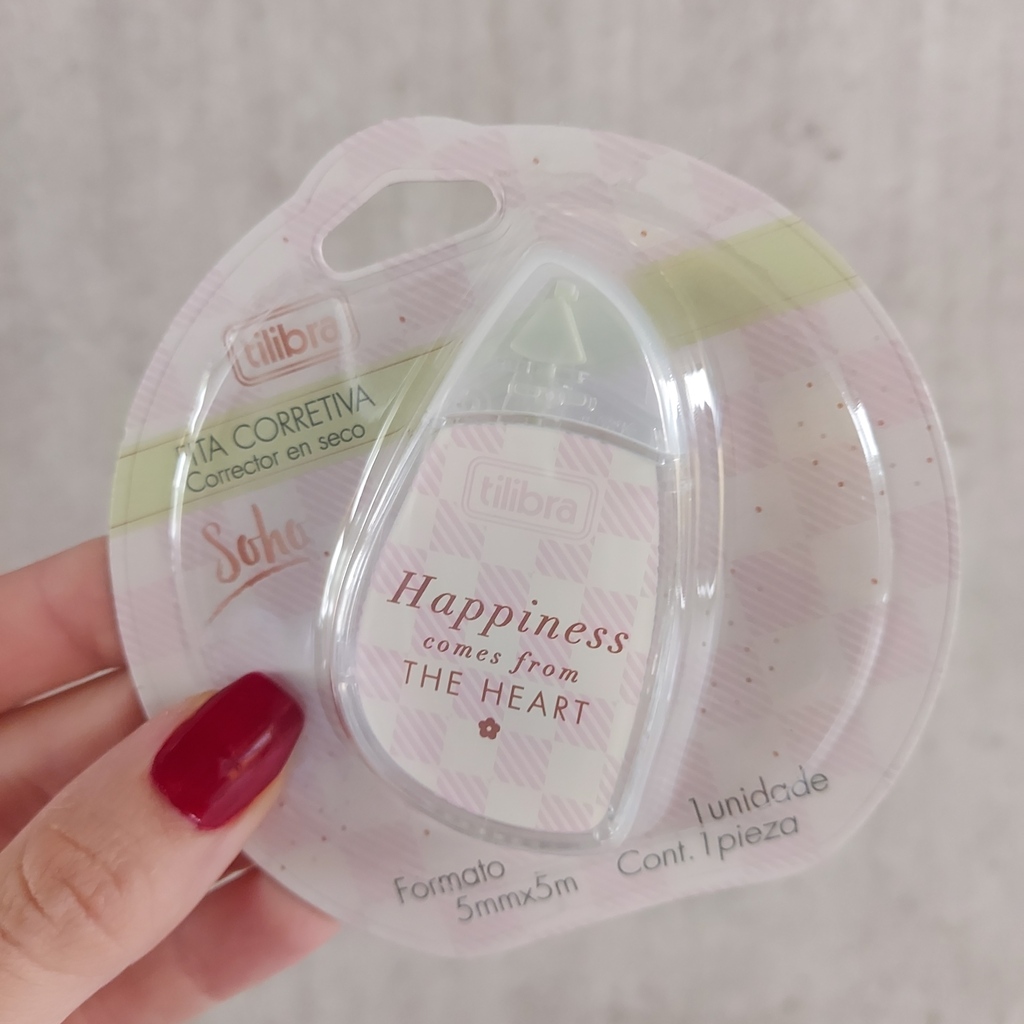 tilibra
FITA CORRETIVA
Corrector en seco
Soho
tilibra
Happiness
comes from
THE HEART
Formato
5mmx5m
1 unidade
Cont. 1 pieza